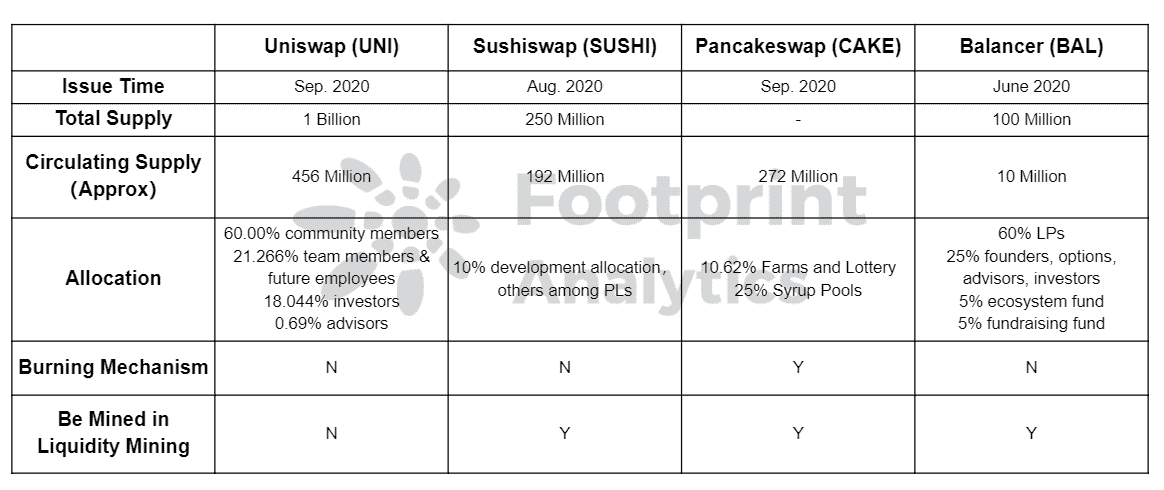 Uniswap (UNI) Sushiswap (SUSHI) Pancakeswap (CAKE) Balancer (BAL)
Issue Time Sep. 2020 Aug. 2020 Sep. 2020 June 2020
Total Supply 1 Billion 250 Million - 100 Million
Circulating Supply
(Approx) 456 Million 192 Million 272 Million 10 Million
Allocation
60.00% community members
21.266% team members &
future employees
18.044% investors
0.69% advisors
10% development allocation,
others among PLs
10.62% Farms and Lottery
25% Syrup Pools
60% LPs
25% founders, options,
advisors, investors
5% ecosystem fund
5% fundraising fund
Burning Mechanism N N Y N
Be Mined in
Liquidity Mining N Y Y Y
Footprint
Analytics